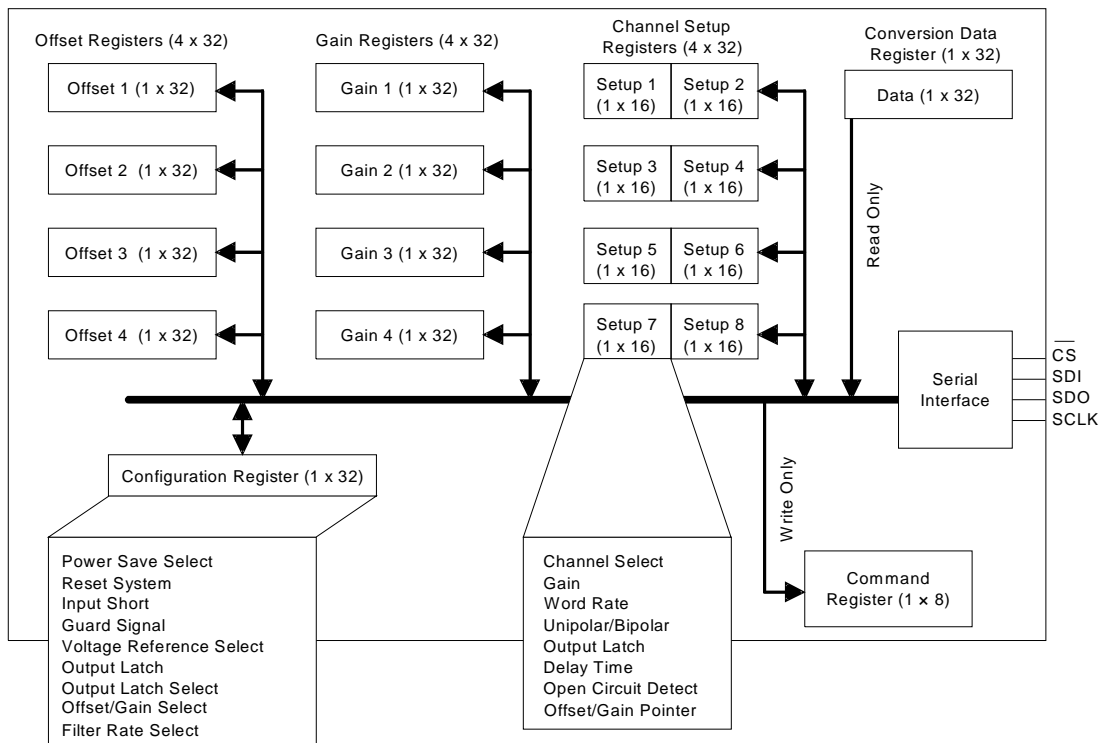 Offset Registers (4 x 32)
Offset 1 (1 x 32)
Offset 2 (1 x 32)
Offset 3 (1 x 32)
Offset 4 (1 x 32)
Gain Registers (4 x 32)
Gain 1 (1 x 32)
Gain 2 (1 x 32)
Gain 3 (1 x 32)
Gain 4 (1 x 32)
Channel Setup
Registers (4 x 32)
Setup 1
(1 x 16)
Setup 2
(1 x 16)
Setup 3
(1 x 16)
Setup 4
(1 x 16)
Setup 5
(1 x 16)
Setup 6
(1 x 16)
Setup 7
(1 x 16)
Setup 8
(1 x 16)
Conversion Data
Register (1 x 32)
Data (1 x 32)
Read Only
Serial
Interface
CS
SDI
SDO
SCLK
Configuration Register (1 x 32)
Power Save Select
Reset System
Input Short
Guard Signal
Voltage Reference Select
Output Latch
Output Latch Select
Offset/Gain Select
Filter Rate Select
Channel Select
Gain
Word Rate
Unipolar/Bipolar
Output Latch
Delay Time
Open Circuit Detect
Offset/Gain Pointer
Write Only
Command
Register (1 × 8)